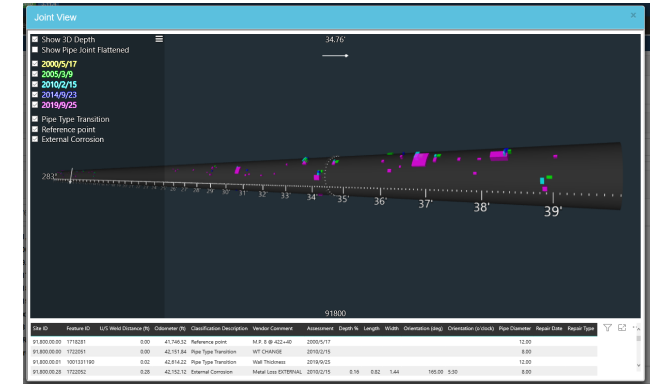 Joint View
×
Show 3D Depth
34.76'
Show Pipe Joint Flattened
2000/5/17
2005/3/9
2010/2/15
2014/9/23
2019/9/25
Pipe Type Transition
Reference point
External Corrosion
283°
26' 27' 28' 29' 30' 31' 32' 33' 34' 35' 36' 37' 38' 39'
91800
Site ID Feature ID U/S Weld Distance (ft) Odometer (ft) Classification Description Vendor Comment Assessment Depth % Length Width Orientation (deg) Orientation (o'clock) Pipe Diameter Repair Date Repair Type
91,800.00.00 1718281 0.00 41,746.52 Reference point M.P. 8 @ 422+40 2000/5/17 12.00
91,800.00.00 1722051 0.00 42,151.84 Pipe Type Transition WT CHANGE 2010/2/15 8.00
91,800.00.01 1001331190 0.02 42,614.22 Pipe Type Transition Wall Thickness 2019/9/25 12.00
91,800.00.28 1722052 0.28 42,152.12 External Corrosion Metal Loss EXTERNAL 2010/2/15 0.16 0.82 1.44 165.00 5:30 8.00